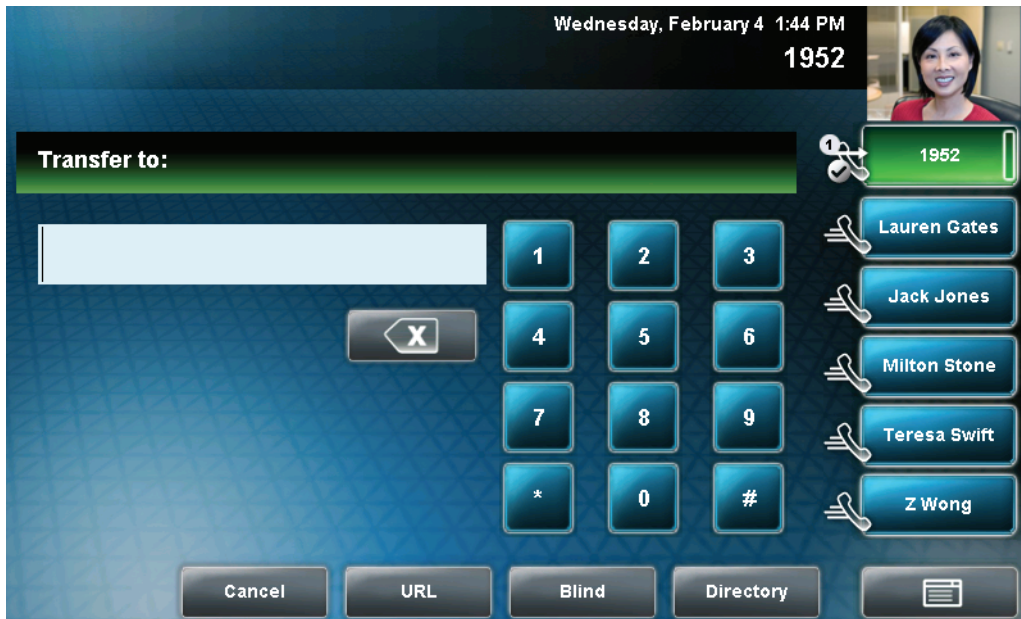 Wednesday, February 4 1:44 PM
1952
Transfer to:
1
1952
Lauren Gates
Jack Jones
Milton Stone
Teresa Swift
Z Wong
1 2 3
X
4 5 6
7 8 9
* 0 #
Cancel URL Blind Directory